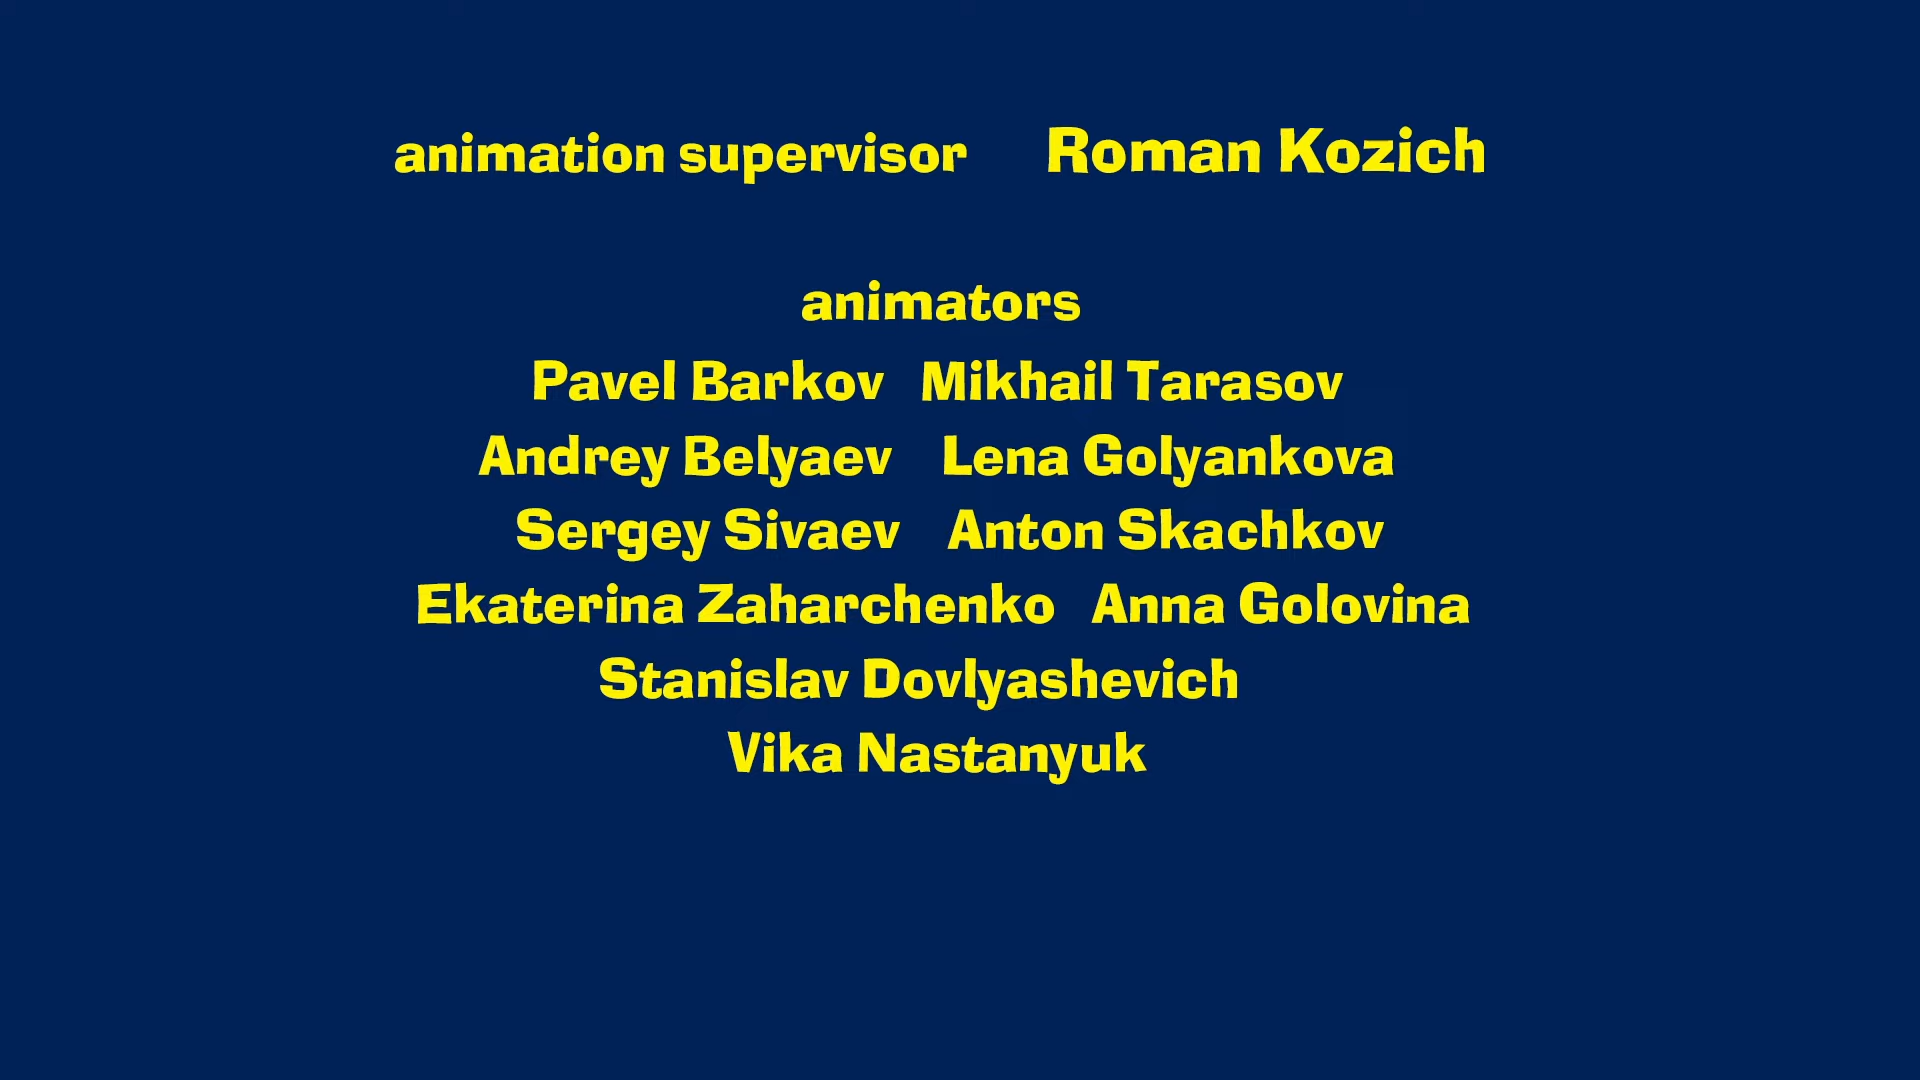 animation supervisor Roman Kozich
animators
Pavel Barkov Mikhail Tarasov
Andrey Belyaev Lena Golyankova
Sergey Sivaev Anton Skachkov
Ekaterina Zaharchenko Anna Golovina
Stanislav Dovlyashevich
Vika Nastanyuk